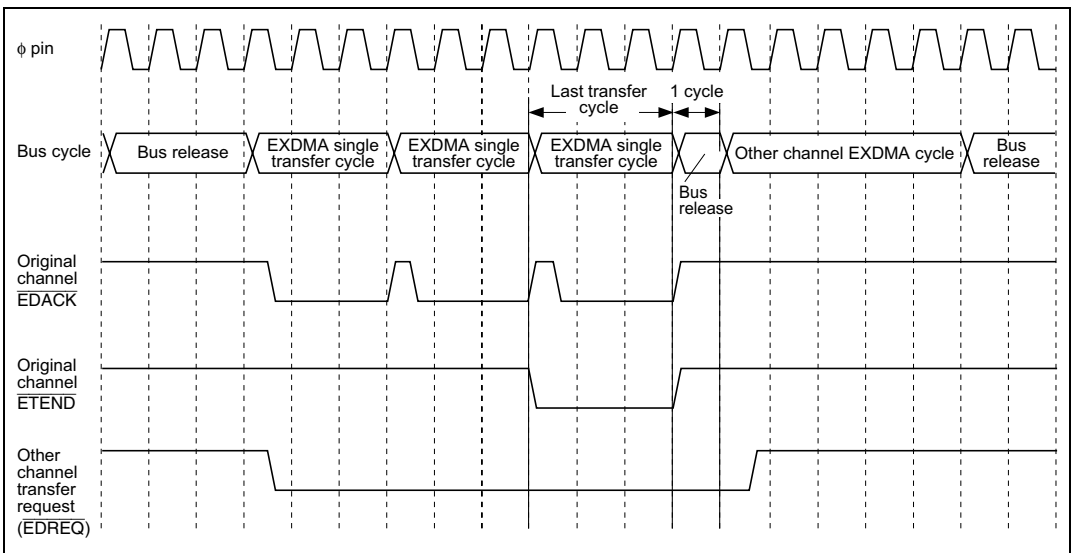 φ pin
Last transfer
cycle
1 cycle
Bus cycle
Bus release
EXDMA single
transfer cycle
EXDMA single
transfer cycle
EXDMA single
transfer cycle
Bus
release
Other channel EXDMA cycle
Bus
release
Original
channel
EDACK
Original
channel
ETEND
Other
channel
transfer
request
(EDREQ)